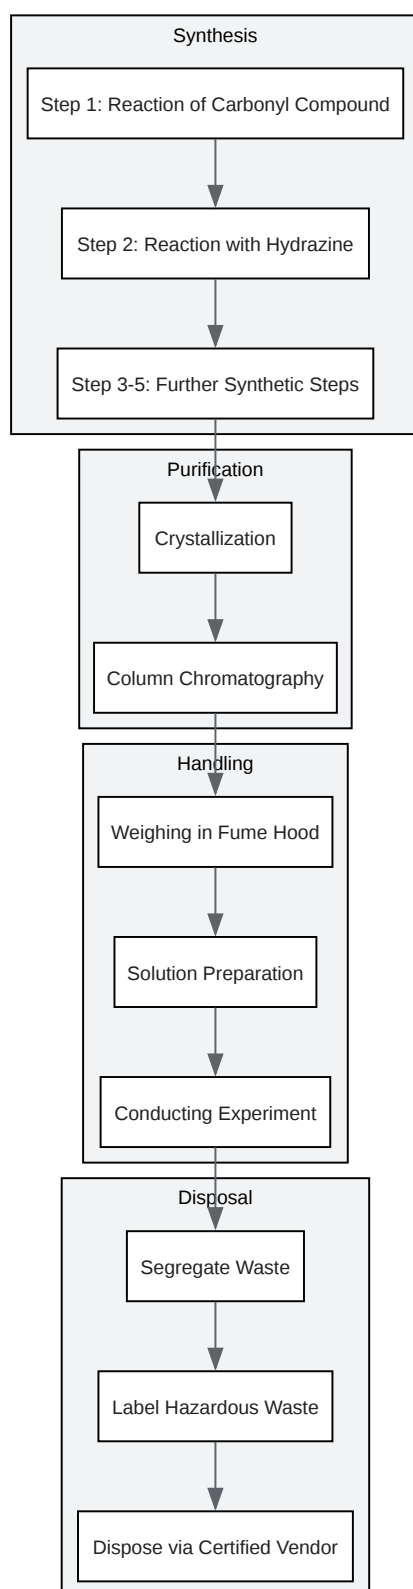 Synthesis
Step 1: Reaction of Carbonyl Compound
Step 2: Reaction with Hydrazine
Step 3-5: Further Synthetic Steps
Purification
Crystallization
Column Chromatography
Handling
Weighing in Fume Hood
Solution Preparation
Conducting Experiment
Disposal
Segregate Waste
Label Hazardous Waste
Dispose via Certified Vendor